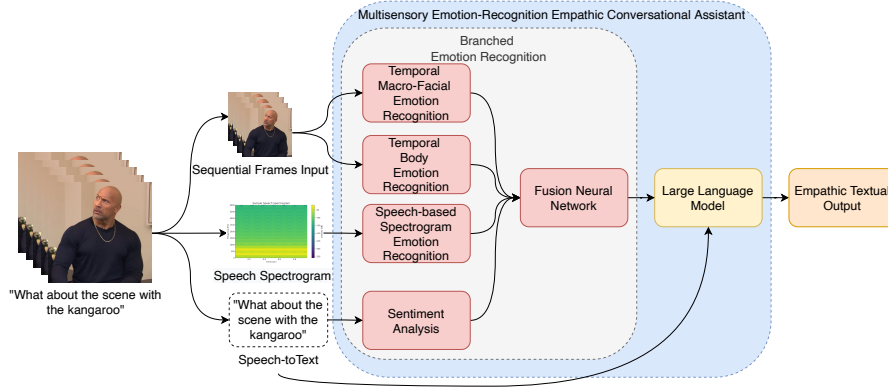 Multisensory Emotion-Recognition Empathic Conversational Assistant
Branched
Emotion Recognition
Temporal
Macro-Facial
Emotion
Recognition
Sequential Frames Input
Temporal
Body
Emotion
Recognition
Fusion Neural
Network
Large Language
Model
Empathic Textual
Output
Speech-based
Spectrogram
Emotion
Recognition
Speech Spectrogram
"What about the scene with
the kangaroo"
"What about the
scene with the
kangaroo"
Sentiment
Analysis
Speech-toText